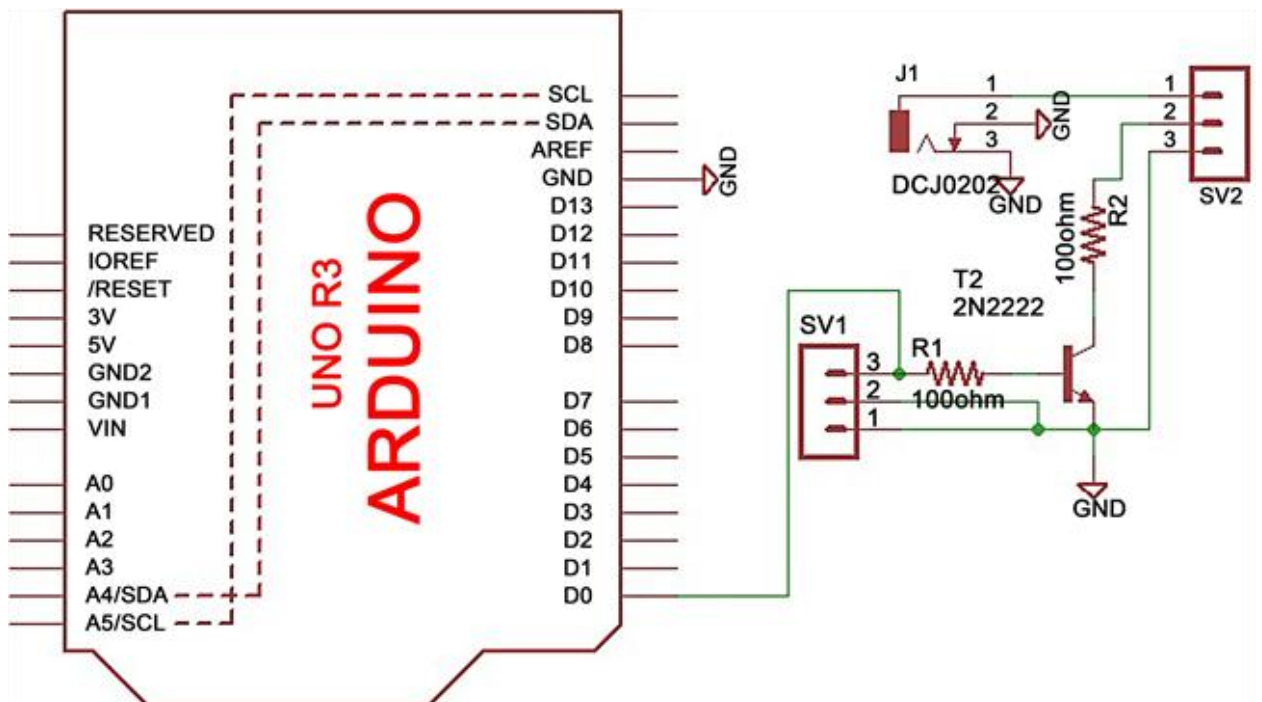 SCL
SDA
AREF
GND
D13
D12
D11
D10
D9
D8
D7
D6
D5
D4
D3
D2
D1
D0
RESERVED
IOREF
/RESET
3V
5V
GND2
GND1
VIN
A0
A1
A2
A3
A4/SDA
A5/SCL
UNO R3
ARDUINO
GND
J1
1
2
3
GND
DCJ0202
GND
1
2
3
SV2
R2
100ohm
T2
2N2222
SV1
3
2
1
R1
100ohm
GND